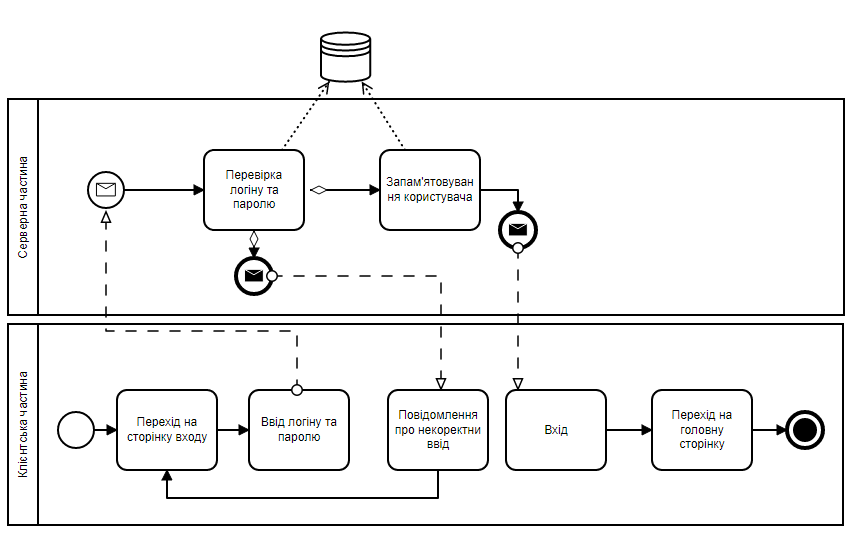 Серверна частина
Перевірка
логіну та
паролю
Запам'ятовуван
ня користувача
Клієнтська частина
Перехід на
сторінку входу
Ввід логіну та
паролю
Повідомлення
про некоректни
ввід
Вхід
Перехід на
головну
сторінку